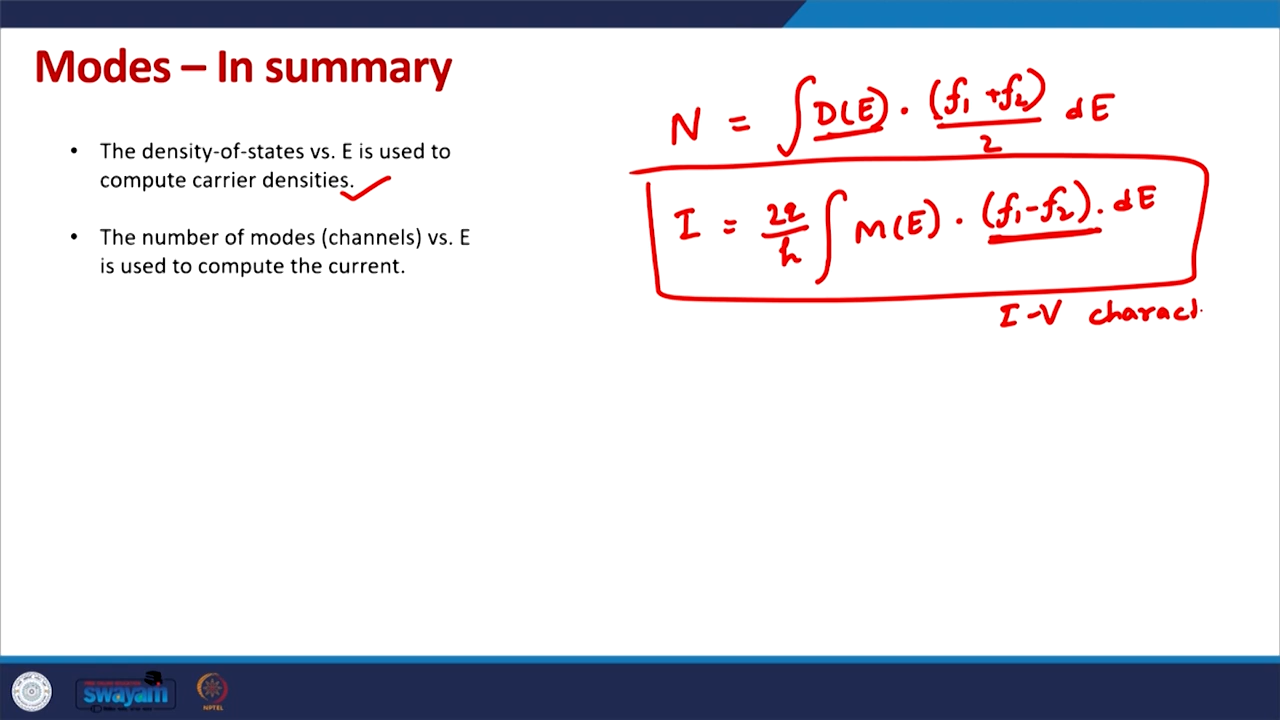 Modes – In summary
• The density-of-states vs. E is used to
compute carrier densities.
• The number of modes (channels) vs. E
is used to compute the current.
N = ∫ D(E) · (f₁ + f₂)/2 dE
I = 2q/h ∫ M(E) · (f₁ - f₂) . dE
I - V charact
swayam
NPTEL